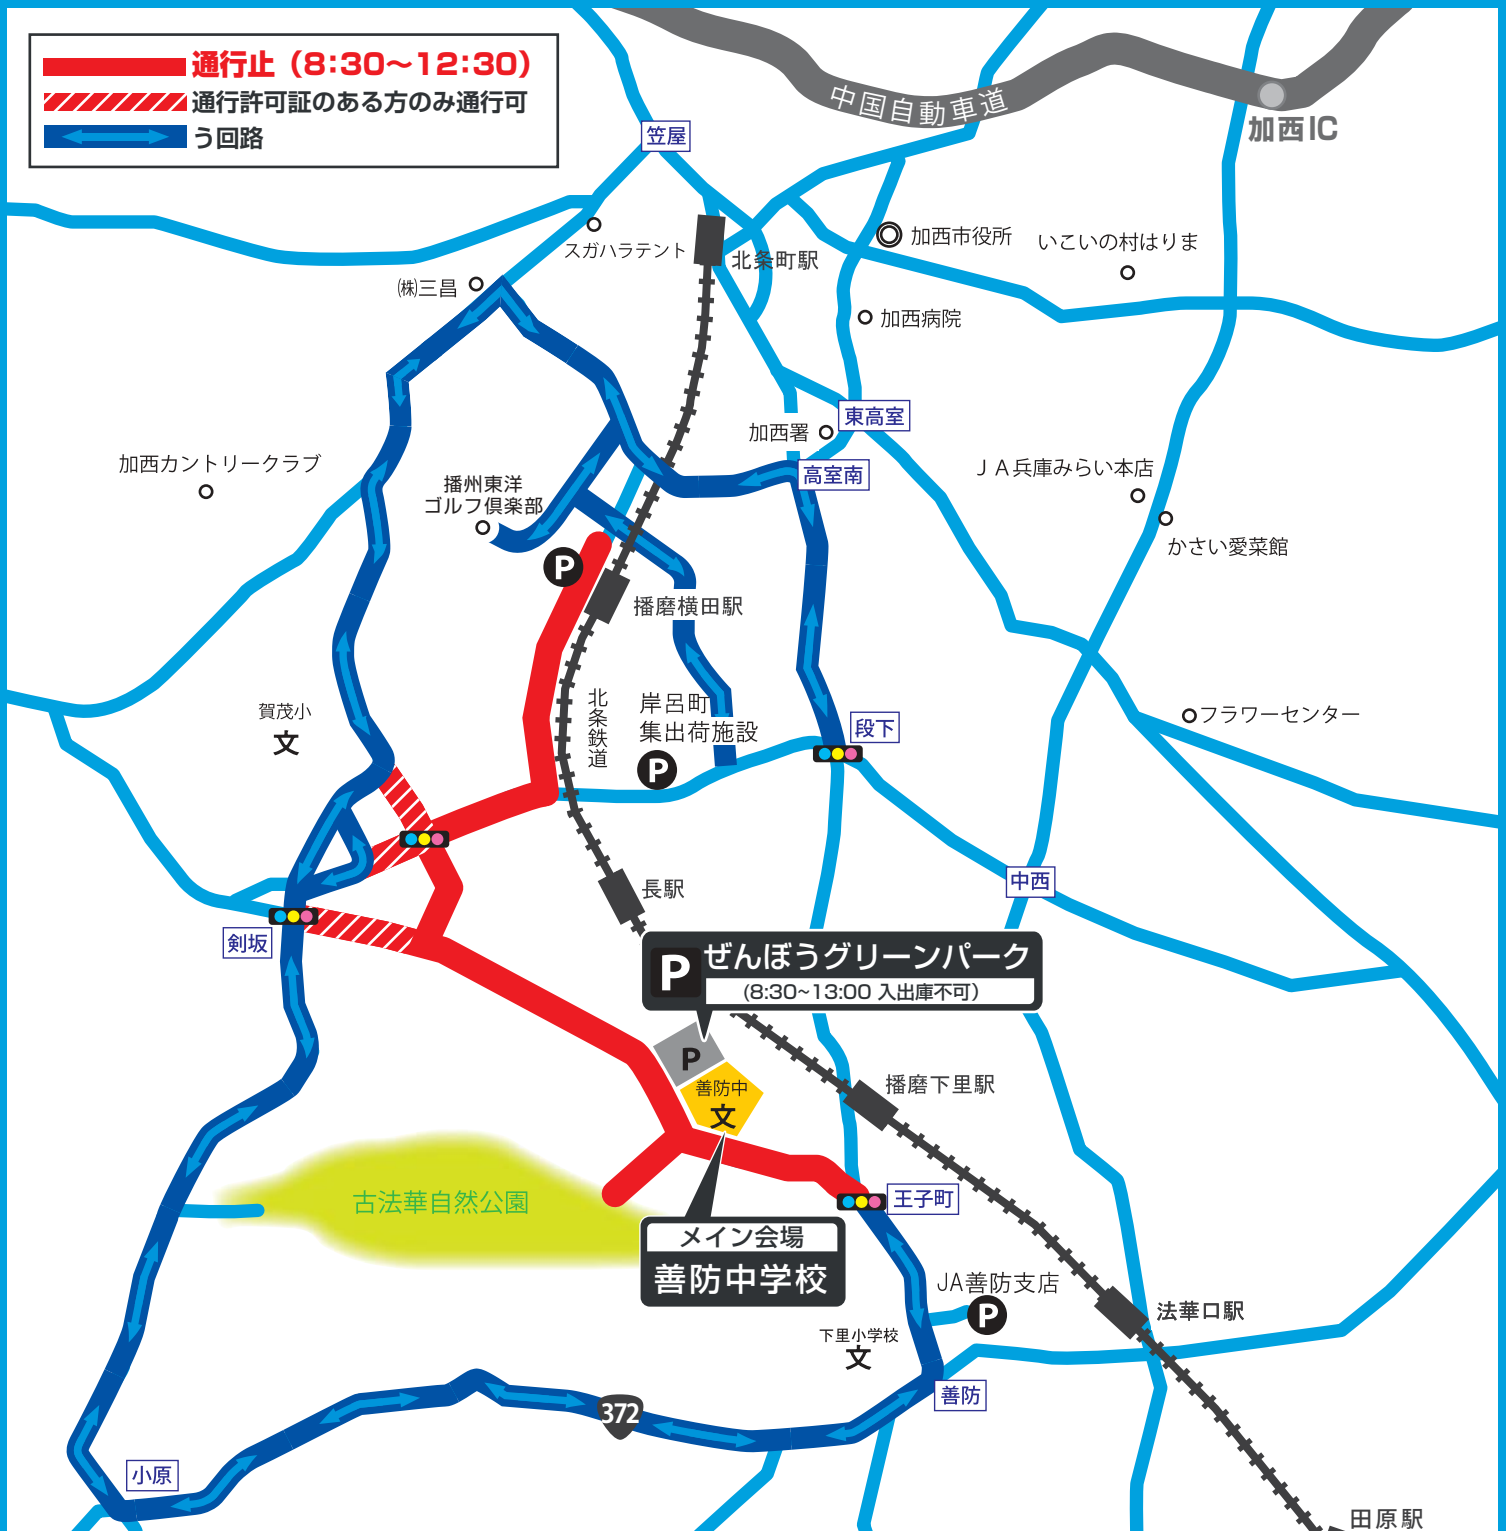 通行止（8:30～12:30）
通行許可証のある方のみ通行可
う回路
中国自動車道
加西IC
笠屋
スガハラテント
北条町駅
加西市役所
いこいの村はりま
㈱三昌
加西病院
東高室
加西署
高室南
加西カントリークラブ
播州東洋
ゴルフ倶楽部
JA兵庫みらい本店
かさい愛菜館
P
播磨横田駅
北条鉄道
岸呂町
集出荷施設
P
賀茂小
文
段下
フラワーセンター
中西
長駅
剣坂
P
ぜんぼうグリーンパーク
(8:30~13:00 入出庫不可)
P
善防中
文
播磨下里駅
古法華自然公園
王子町
メイン会場
善防中学校
JA善防支店
P
法華口駅
下里小学校
文
善防
372
小原
田原駅